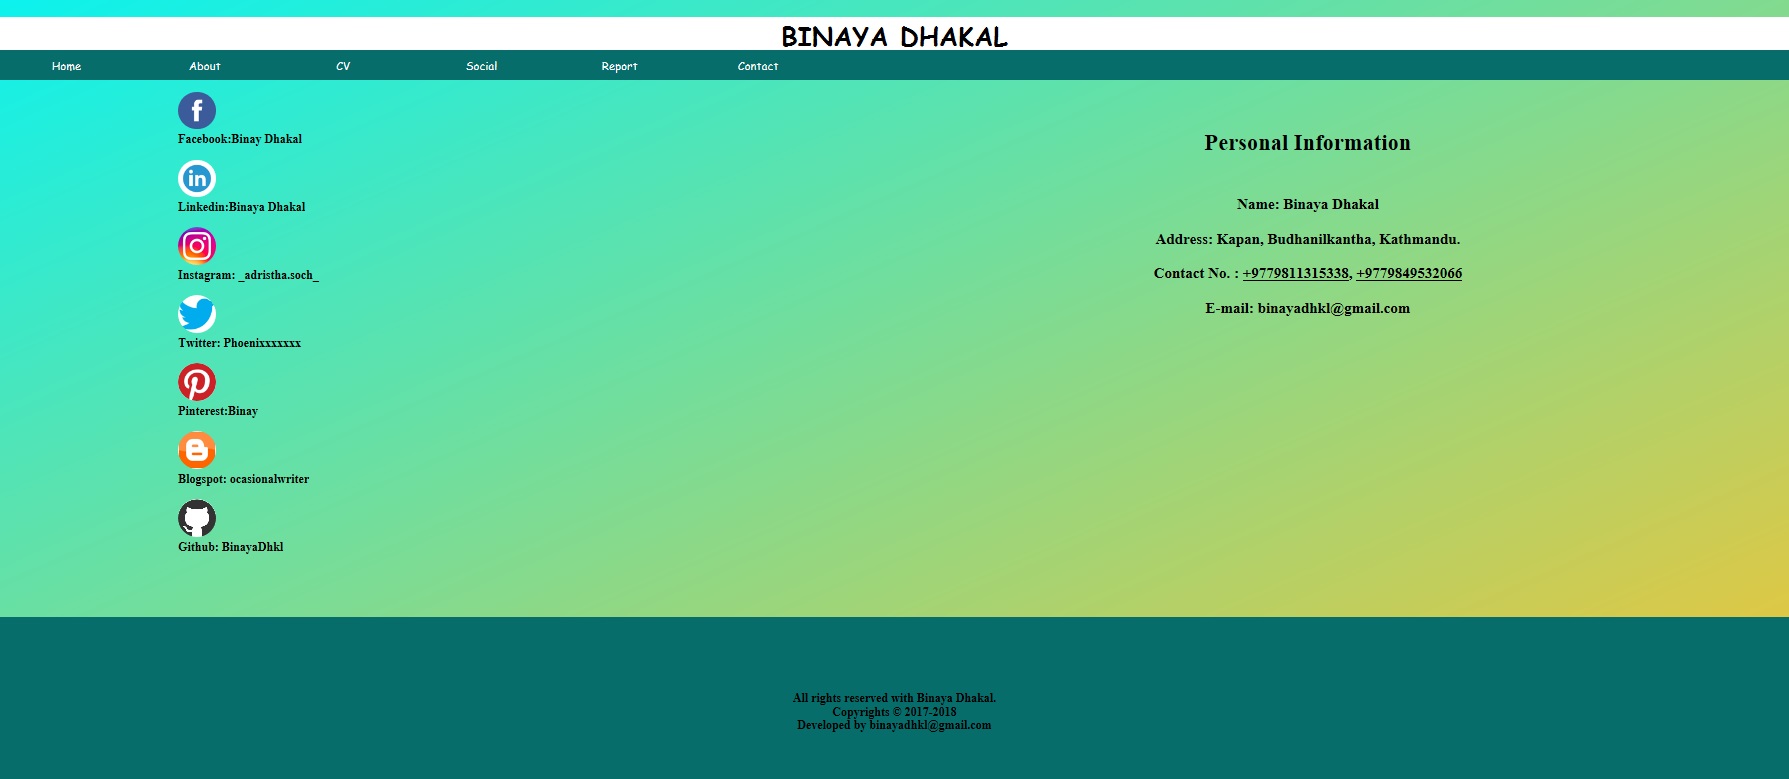 BINAYA DHAKAL
Home About CV Social Report Contact
Facebook:Binay Dhakal
Linkedin:Binaya Dhakal
Instagram: _adristha.soch_
Twitter: Phoenixxxxxxx
Pinterest:Binay
Blogspot: ocasionalwriter
Github: BinayaDhkl
Personal Information
Name: Binaya Dhakal
Address: Kapan, Budhanilkantha, Kathmandu.
Contact No. : +9779811315338, +9779849532066
E-mail: binayadhkl@gmail.com
All rights reserved with Binaya Dhakal.
Copyrights © 2017-2018
Developed by binayadhkl@gmail.com